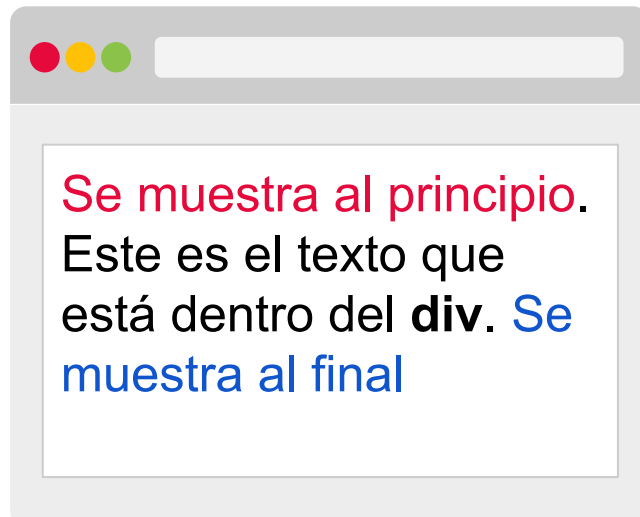 Se muestra al principio.
Este es el texto que
está dentro del div. Se
muestra al final